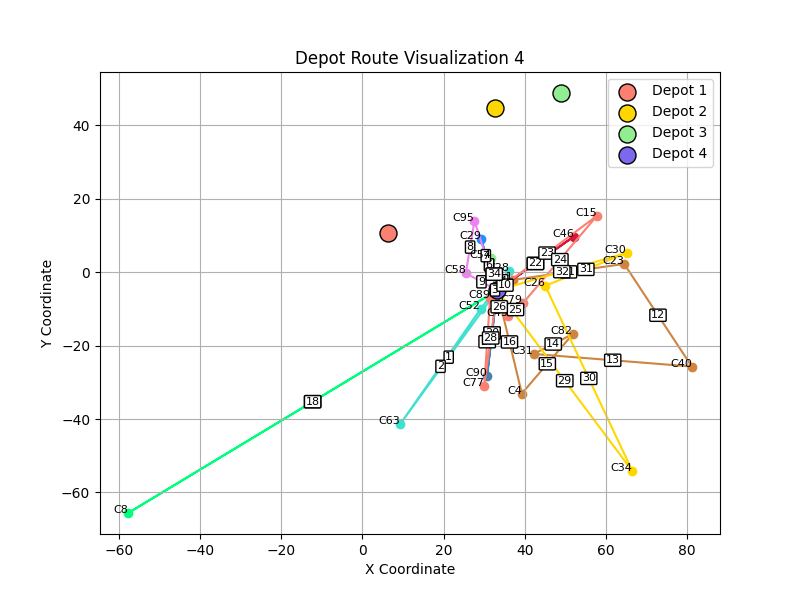 Depot Route Visualization 4
Depot 1
Depot 2
Depot 3
Depot 4
Y Coordinate
40
20
0
−20
−40
−60
C95
C15
C29
C46
8
23
C30
24
22
C23
C58
34
31
C26
9
10
C89
C52
26
25
12
C82
28
16
14
C31
1
13
2
15
C40
C90
30
29
C77
C4
18
C63
C34
C8
−60
−40
−20
0
20
40
60
80
X Coordinate